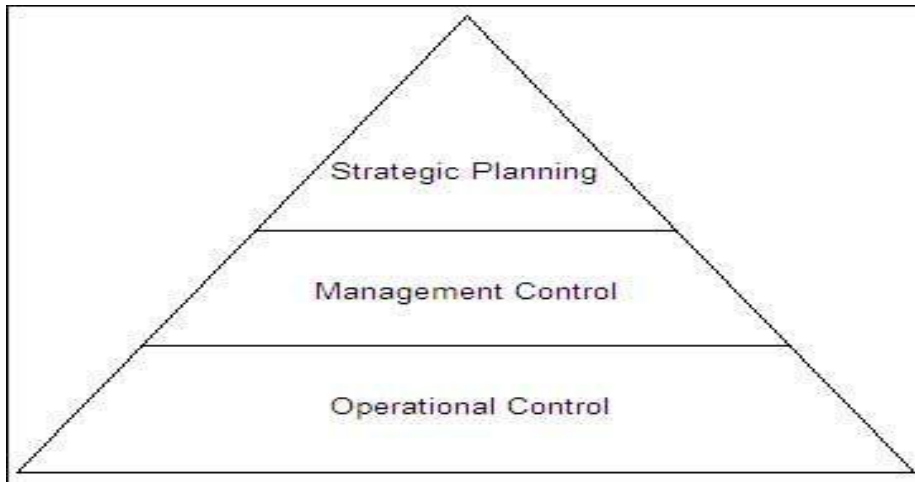 Strategic Planning
Management Control
Operational Control